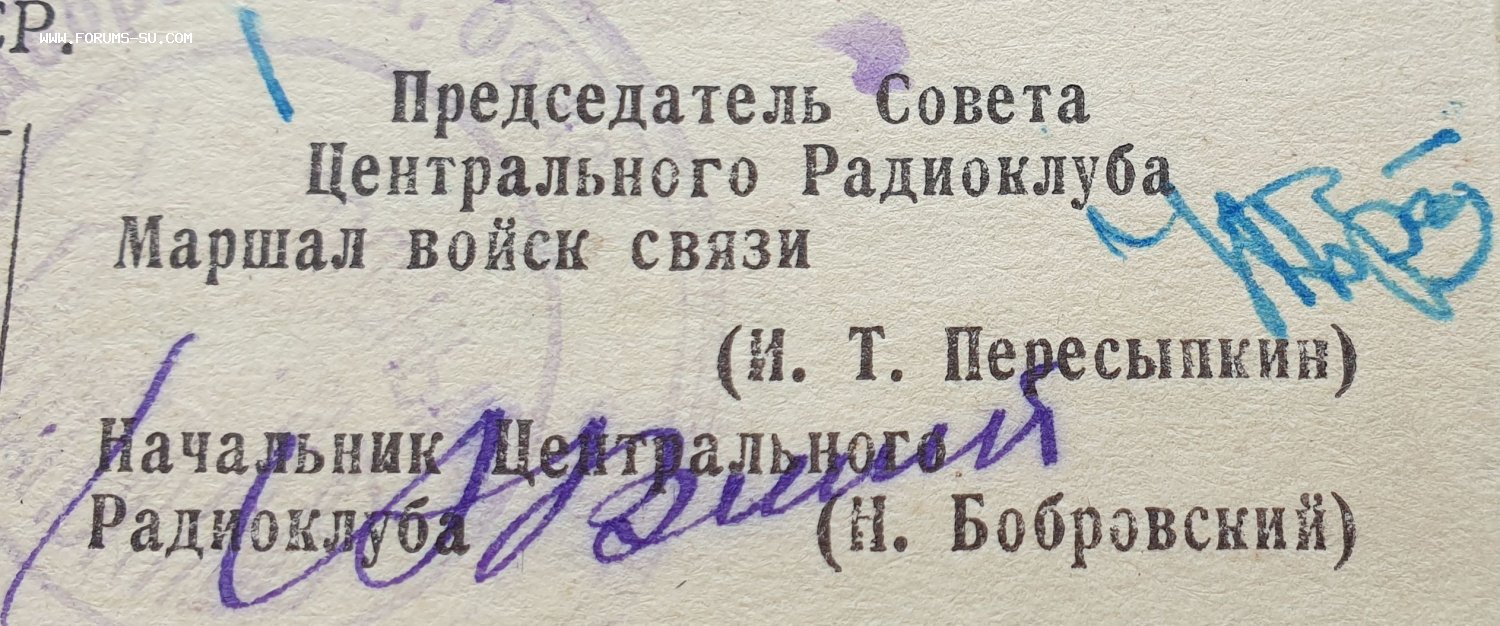 СР.
WWW.FORUMS-SU.COM
Председатель Совета
Центрального Радиоклуба
Маршал войск связи
(И. Т. Пересыпкин)
Начальник Центрального
Радиоклуба (Н. Бобровский)